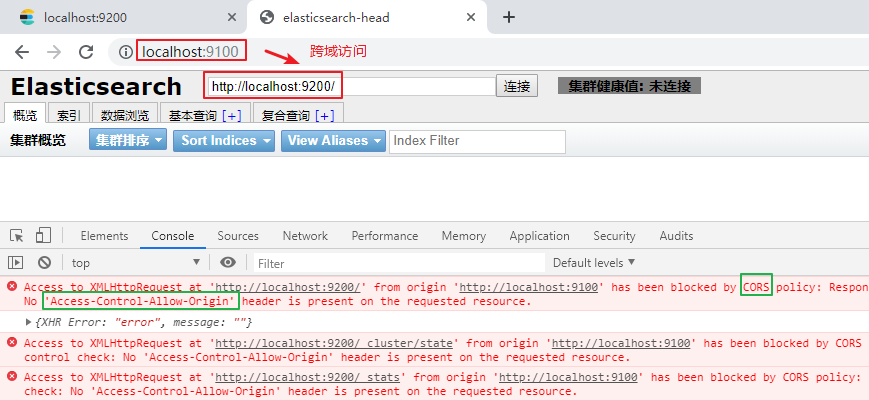 localhost:9200
elasticsearch-head
localhost:9100
跨域访问
Elasticsearch
http://localhost:9200/
连接
集群健康值: 未连接
概览 索引 数据浏览 基本查询 [+] 复合查询 [+]
集群概览 集群排序 Sort Indices View Aliases Index Filter
Elements Console Sources Network Performance Memory Application Security Audits
top Filter Default levels
Access to XMLHttpRequest at 'http://localhost:9200/' from origin 'http://localhost:9100' has been blocked by CORS policy: Respon
No 'Access-Control-Allow-Origin' header is present on the requested resource.
{XHR Error: "error", message: ""}
Access to XMLHttpRequest at 'http://localhost:9200/_cluster/state' from origin 'http://localhost:9100' has been blocked by CORS
control check: No 'Access-Control-Allow-Origin' header is present on the requested resource.
Access to XMLHttpRequest at 'http://localhost:9200/_stats' from origin 'http://localhost:9100' has been blocked by CORS policy:
check: No 'Access-Control-Allow-Origin' header is present on the requested resource.